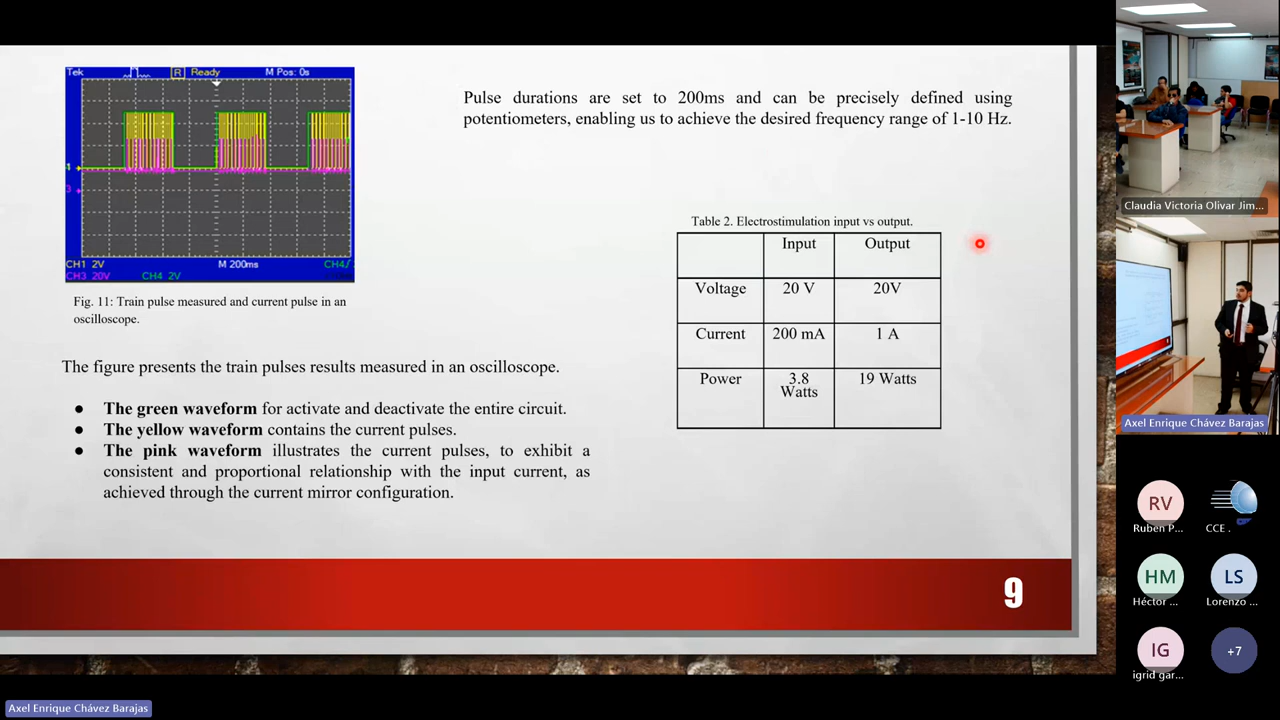 Tek
R
Ready
M Pos: 0s
1
3
CH1 2V
M 200ms
CH4/
CH3 20V
CH4 2V
Fig. 11: Train pulse measured and current pulse in an
oscilloscope.
The figure presents the train pulses results measured in an oscilloscope.
● The green waveform for activate and deactivate the entire circuit.
● The yellow waveform contains the current pulses.
● The pink waveform illustrates the current pulses, to exhibit a
consistent and proportional relationship with the input current, as
achieved through the current mirror configuration.
Pulse durations are set to 200ms and can be precisely defined using
potentiometers, enabling us to achieve the desired frequency range of 1-10 Hz.
Table 2. Electrostimulation input vs output.
Input Output
Voltage 20 V 20V
Current 200 mA 1 A
Power 3.8 Watts 19 Watts
9
Claudia Victoria Olivar Jim...
Axel Enrique Chávez Barajas
RV
Ruben P...
CCE .
HM
Héctor ...
LS
Lorenzo ...
IG
igrid gar...
+7
Axel Enrique Chávez Barajas